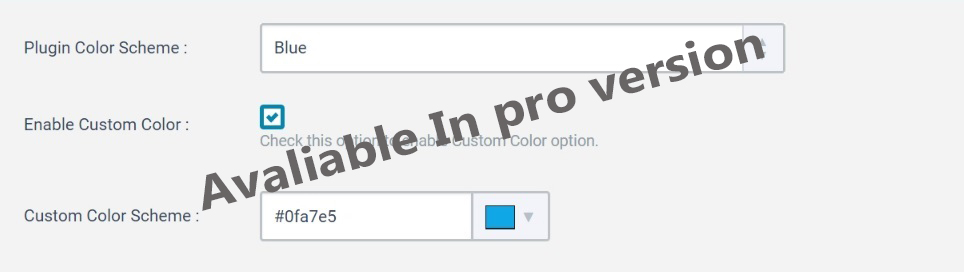 Plugin Color Scheme :
Blue
Enable Custom Color :
Check this option to enable Custom Color option.
Custom Color Scheme :
#0fa7e5
Avaliable In pro version